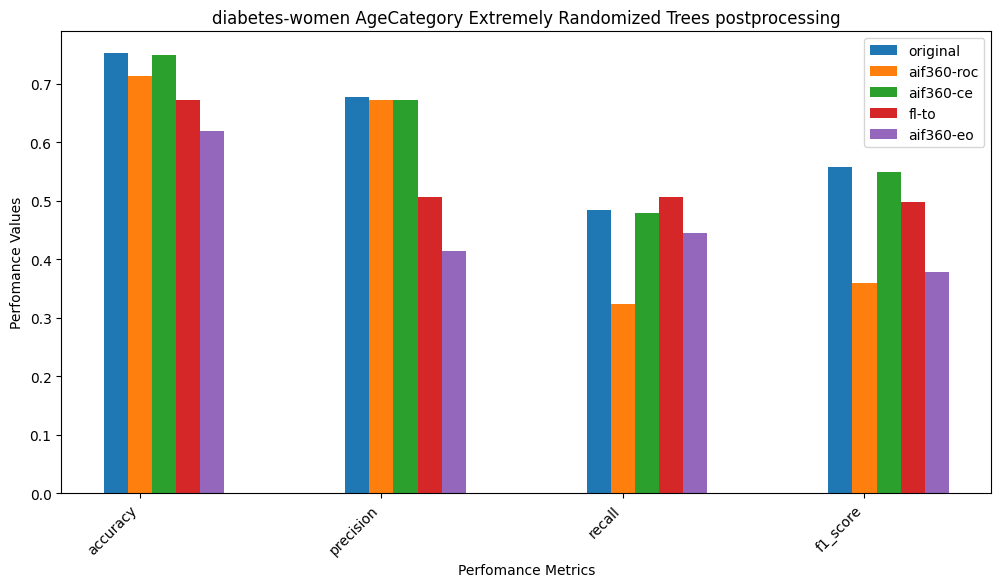 diabetes-women AgeCategory Extremely Randomized Trees postprocessing
original
aif360-roc
aif360-ce
fl-to
aif360-eo
Perfomance Values
0.7
0.6
0.5
0.4
0.3
0.2
0.1
0.0
accuracy
precision
recall
f1_score
Perfomance Metrics